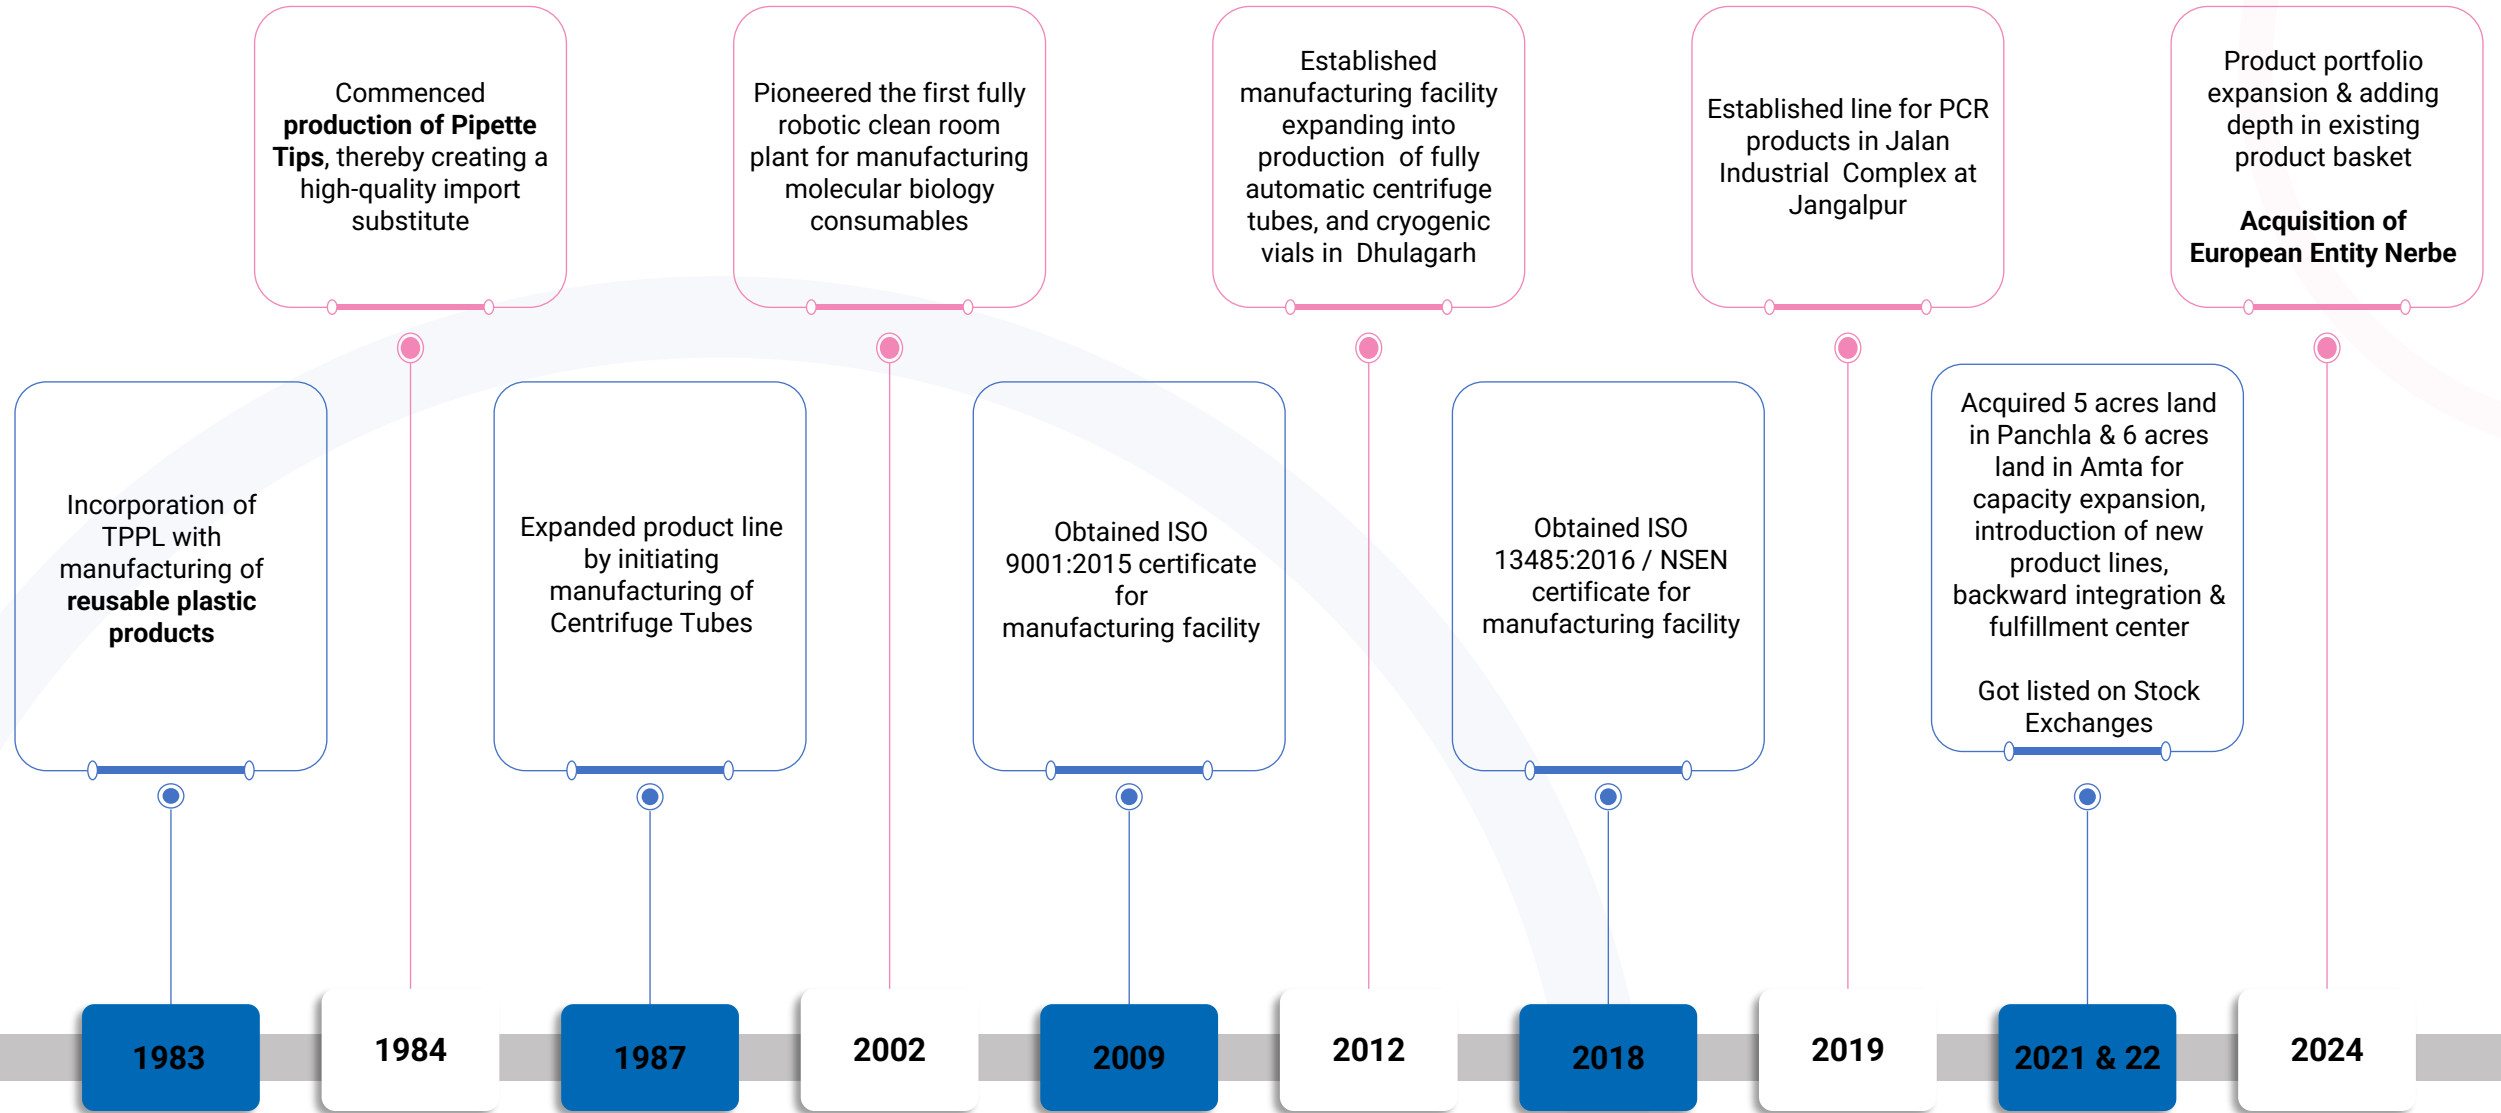 Commenced
production of Pipette
Tips, thereby creating a
high-quality import
substitute
Pioneered the first fully
robotic clean room
plant for manufacturing
molecular biology
consumables
Established
manufacturing facility
expanding into
production of fully
automatic centrifuge
tubes, and cryogenic
vials in Dhulagarh
Established line for PCR
products in Jalan
Industrial Complex at
Jangalpur
Product portfolio
expansion & adding
depth in existing
product basket
Acquisition of
European Entity Nerbe
Incorporation of
TPPL with
manufacturing of
reusable plastic
products
Expanded product line
by initiating
manufacturing of
Centrifuge Tubes
Obtained ISO
9001:2015 certificate
for
manufacturing facility
Obtained ISO
13485:2016 / NSEN
certificate for
manufacturing facility
Acquired 5 acres land
in Panchla & 6 acres
land in Amta for
capacity expansion,
introduction of new
product lines,
backward integration &
fulfillment center
Got listed on Stock
Exchanges
1983
1984
1987
2002
2009
2012
2018
2019
2021 & 22
2024